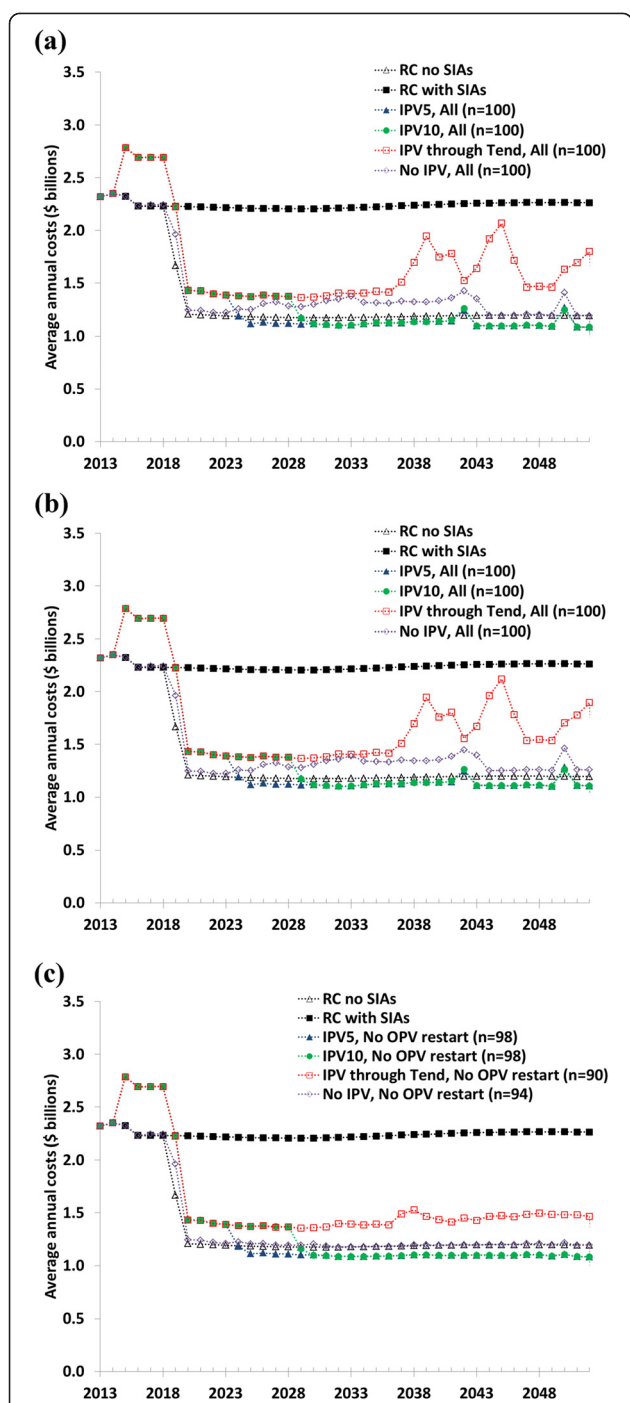 (a)
3.5
3.0
2.5
2.0
1.5
1.0
0.5
0.0
Average annual costs ($ billions)
RC no SIAs
RC with SIAs
IPV5, All (n=100)
IPV10, All (n=100)
IPV through Tend, All (n=100)
No IPV, All (n=100)
2013 2018 2023 2028 2033 2038 2043 2048
(b)
3.5
3.0
2.5
2.0
1.5
1.0
0.5
0.0
Average annual costs ($ billions)
RC no SIAs
RC with SIAs
IPV5, All (n=100)
IPV10, All (n=100)
IPV through Tend, All (n=100)
No IPV, All (n=100)
2013 2018 2023 2028 2033 2038 2043 2048
(c)
3.5
3.0
2.5
2.0
1.5
1.0
0.5
0.0
Average annual costs ($ billions)
RC no SIAs
RC with SIAs
IPV5, No OPV restart (n=98)
IPV10, No OPV restart (n=98)
IPV through Tend, No OPV restart (n=90)
No IPV, No OPV restart (n=94)
2013 2018 2023 2028 2033 2038 2043 2048